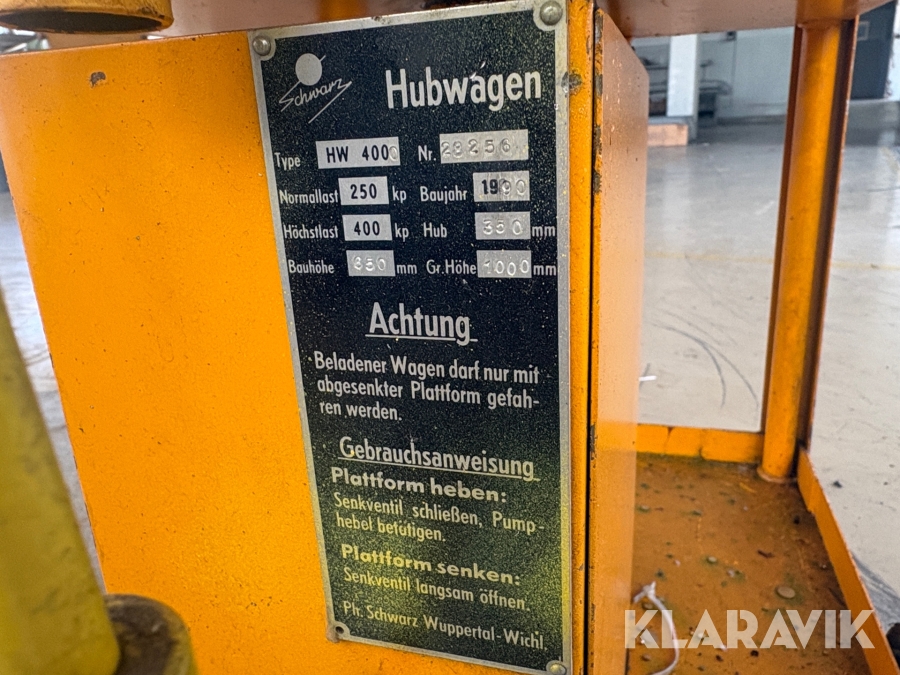 Schwarz
Hubwagen
Type HW 4000 Nr. 28256
Normallast 250 kp Baujahr 1990
Höchstlast 400 kp Hub 350 mm
Bauhöhe 650 mm Gr. Höhe 1000 mm
Achtung
Beladener Wagen darf nur mit
abgesenkter Plattform gefah-
ren werden.
Gebrauchsanweisung
Plattform heben:
Senkventil schließen, Pump-
hebel betötigen.
Plattform senken:
Senkventil langsam öffnen.
Ph. Schwarz Wuppertal-Wichl.
KLARAVIK